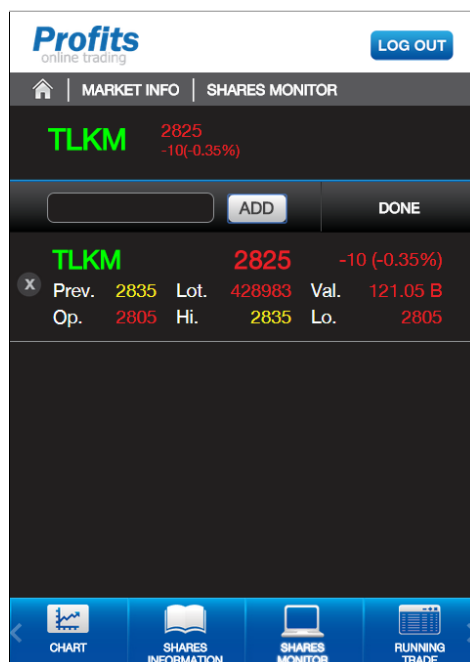 Profits
online trading
LOG OUT
MARKET INFO | SHARES MONITOR
TLKM 2825
-10(-0.35%)
ADD DONE
TLKM 2825 -10 (-0.35%)
X
Prev. 2835 Lot. 428983 Val. 121.05 B
Op. 2805 Hi. 2835 Lo. 2805
CHART SHARES INFORMATION SHARES MONITOR RUNNING TRADE